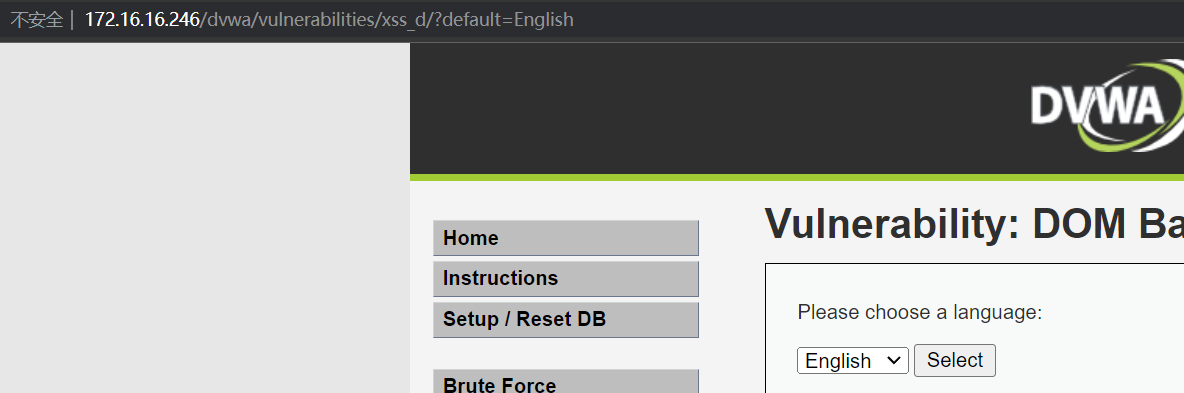 不安全 | 172.16.16.246/dvwa/vulnerabilities/xss_d/?default=English
DVWA
Vulnerability: DOM Ba
Home
Instructions
Setup / Reset DB
Brute Force
Please choose a language:
English Select